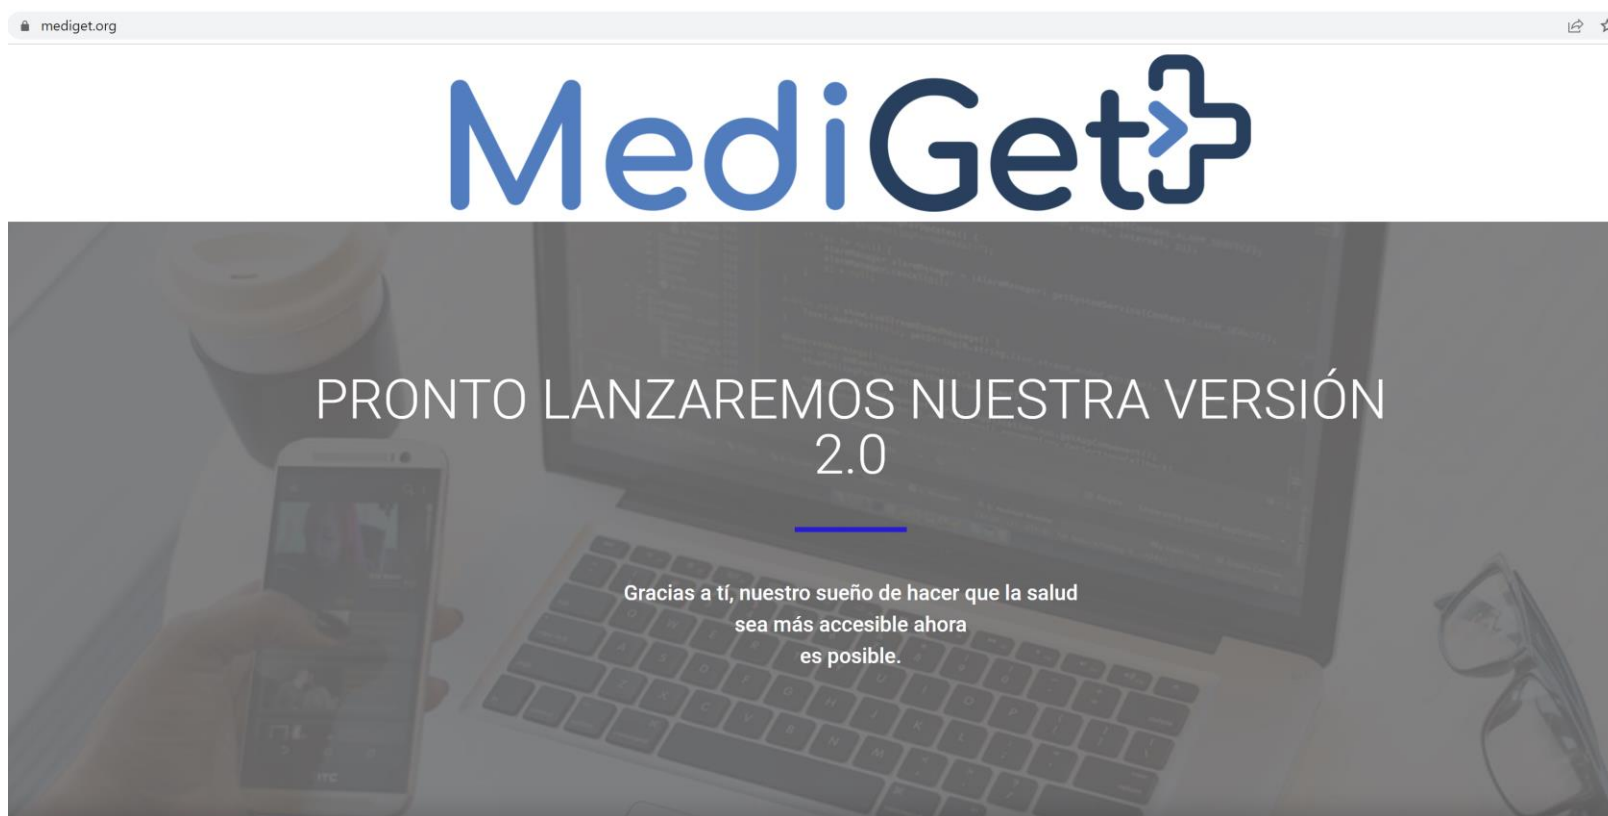 mediget.org
MediGet
PRONTO LANZAREMOS NUESTRA VERSIÓN
2.0
Gracias a tí, nuestro sueño de hacer que la salud
sea más accesible ahora
es posible.